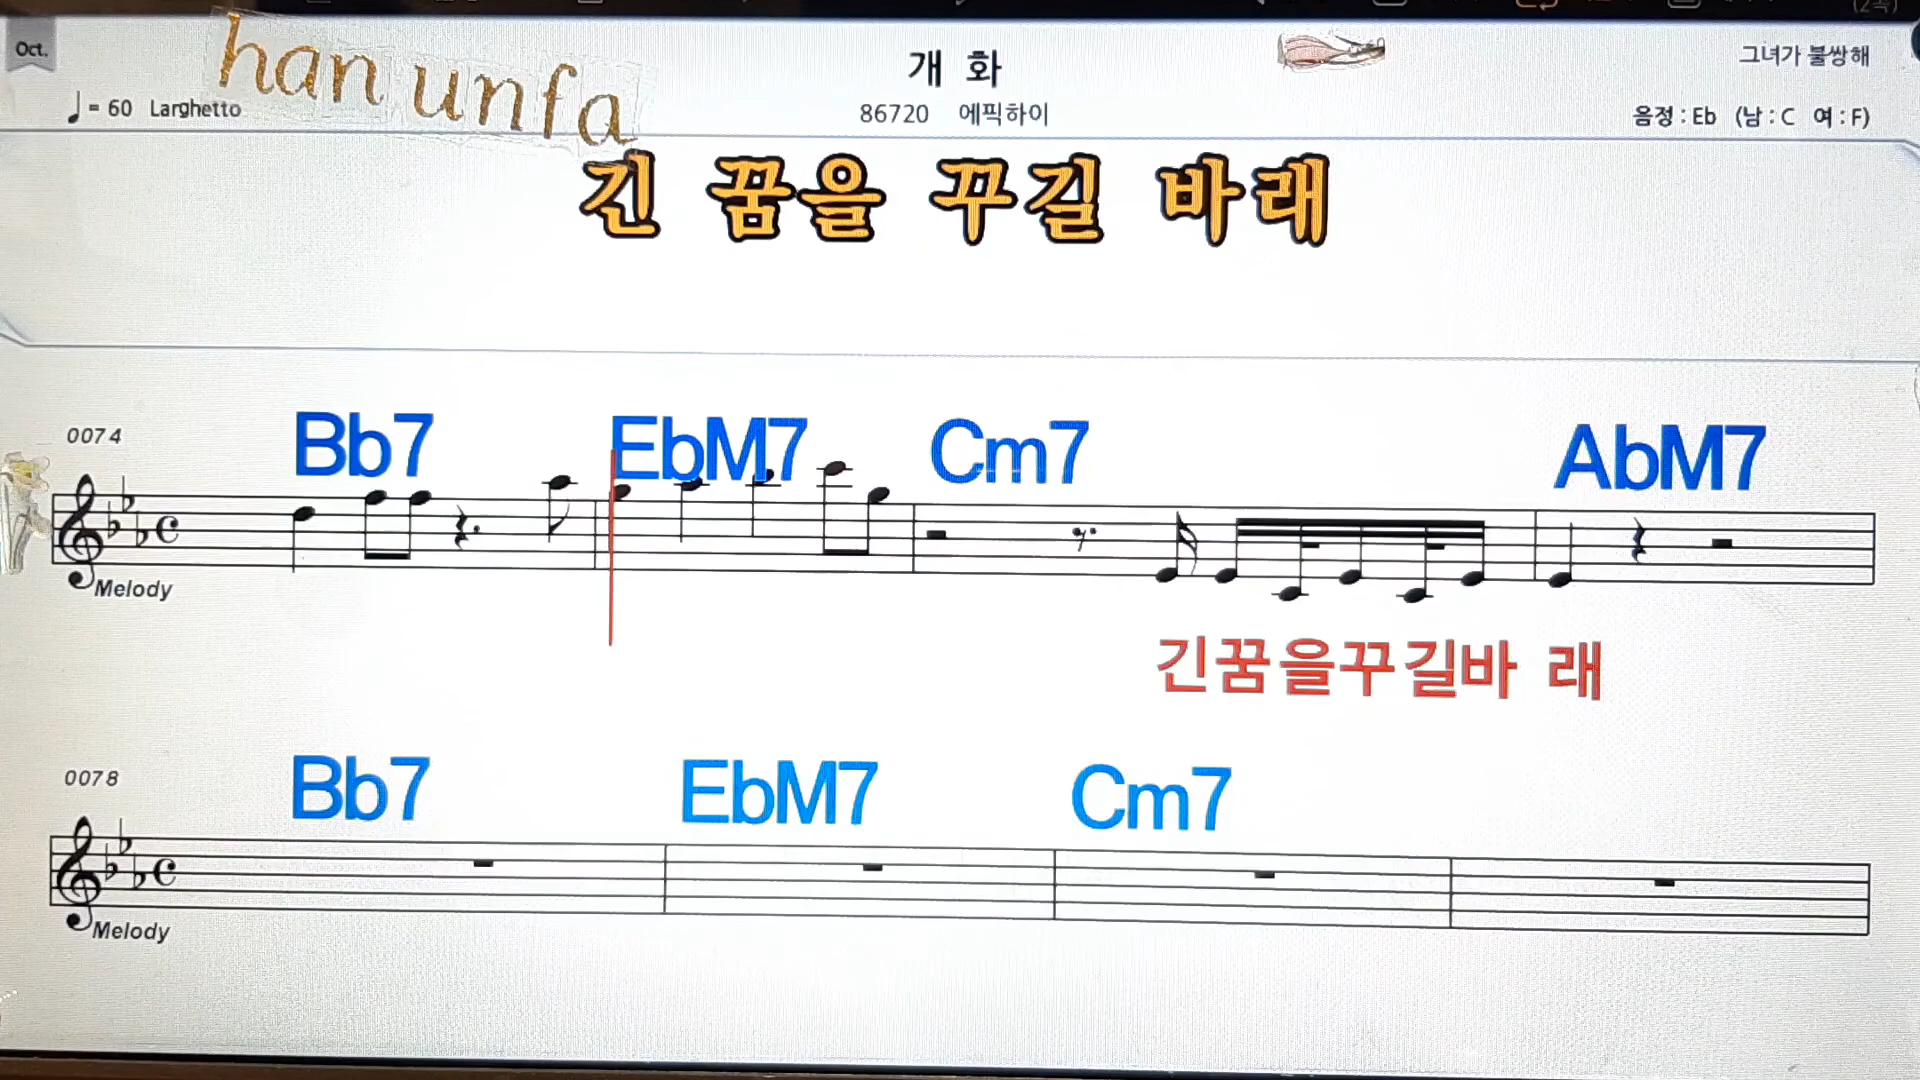 Oct.
han unfa
개 화
그녀가 불쌍해
♩= 60 Larghetto
86720 에픽하이
음정 : Eb (남 : C 여 : F)
긴 꿈을 꾸길 바래
0074
Bb7 EbM7 Cm7 AbM7
Melody
긴꿈을꾸길바 래
0078
Bb7 EbM7 Cm7
Melody